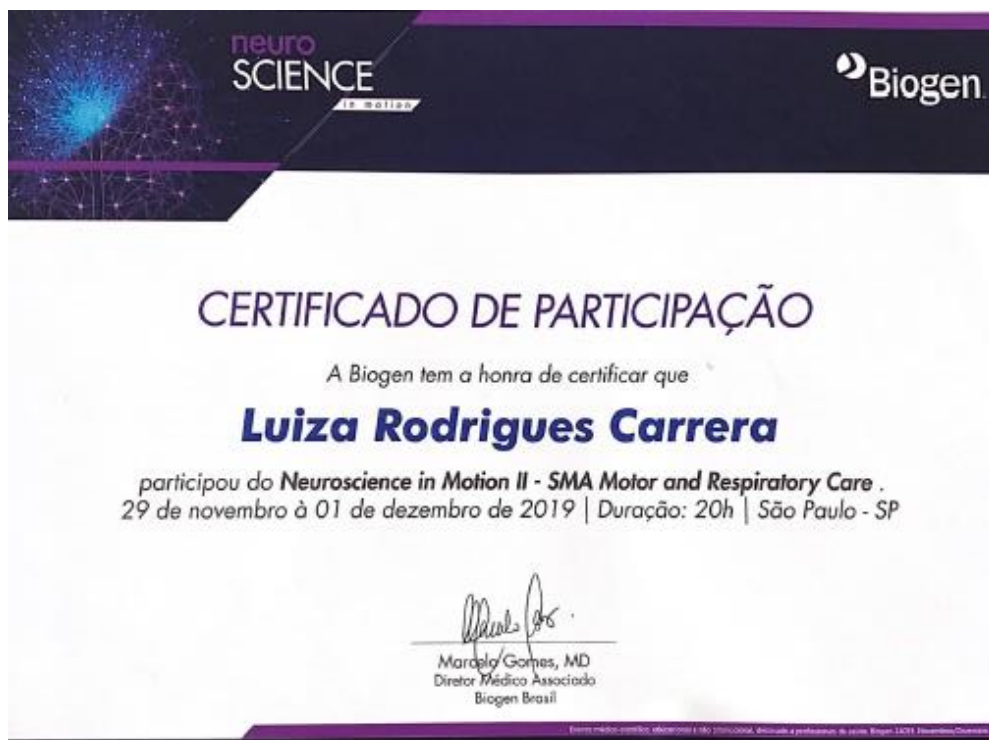 neuro
SCIENCE
in motion
Biogen
CERTIFICADO DE PARTICIPAÇÃO
A Biogen tem a honra de certificar que
Luiza Rodrigues Carrera
participou do Neuroscience in Motion II - SMA Motor and Respiratory Care .
29 de novembro à 01 de dezembro de 2019 | Duração: 20h | São Paulo - SP
Marcelo Gomes, MD
Diretor Médico Associado
Biogen Brasil